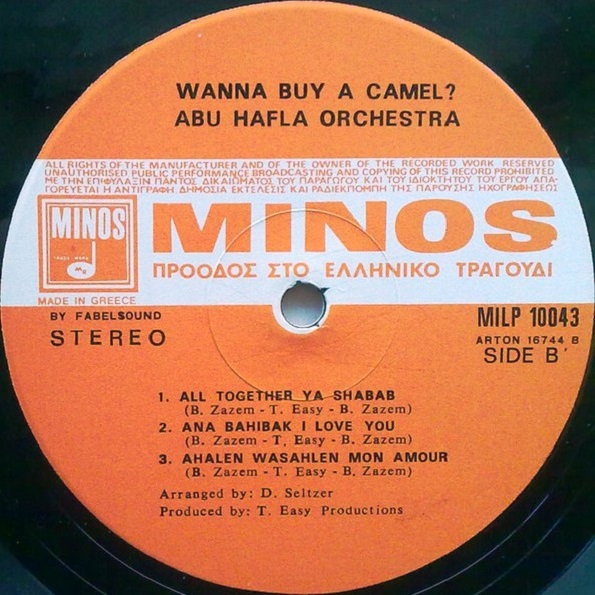 WANNA BUY A CAMEL?
ABU HAFLA ORCHESTRA
ALL RIGHTS OF THE MANUFACTURER AND OF THE OWNER OF THE RECORDED WORK RESERVED
UNAUTHORISED PUBLIC PERFORMANCE BROADCASTING AND COPYING OF THIS RECORD PROHIBITED
ΜΕ ΤΗΝ ΕΠΙΦΥΛΑΞΙΝ ΠΑΝΤΟΣ ΔΙΚΑΙΩΜΑΤΟΣ ΤΟΥ ΠΑΡΑΓΩΓΟΥ ΚΑΙ ΤΟΥ ΙΔΙΟΚΤΗΤΟΥ ΤΟΥ ΕΡΓΟΥ ΑΠΑ-
ΓΟΡΕΥΕΤΑΙ Η ΑΝΤΙΓΡΑΦΗ ΔΗΜΟΣΙΑ ΕΚΤΕΛΕΣΙΣ ΚΑΙ ΡΑΔΙΕΚΠΟΜΠΗ ΤΗΣ ΠΑΡΟΥΣΗΣ ΗΧΟΓΡΑΦΗΣΕΩΣ
MINOS
MINOS
ΠΡΟΟΔΟΣ ΣΤΟ ΕΛΛΗΝΙΚΟ ΤΡΑΓΟΥΔΙ
MADE IN GREECE
BY FABELSOUND
STEREO
MILP 10043
ARTON 16744 B
SIDE B'
1. ALL TOGETHER YA SHABAB
(B. Zazem - T. Easy - B. Zazem)
2. ANA BAHIBAK I LOVE YOU
(B. Zazem - T, Easy - B. Zazem)
3. AHALEN WASAHLEN MON AMOUR
(B. Zazem - T. Easy - B. Zazem)
Arranged by: D. Seltzer
Produced by: T. Easy Productions